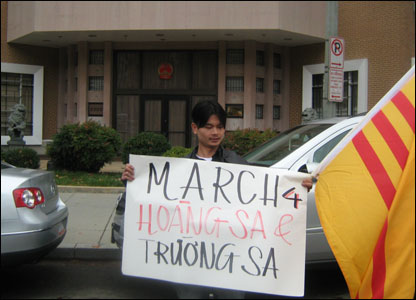 MARCH 4
HOÀNG SA &
TRƯỜNG SA